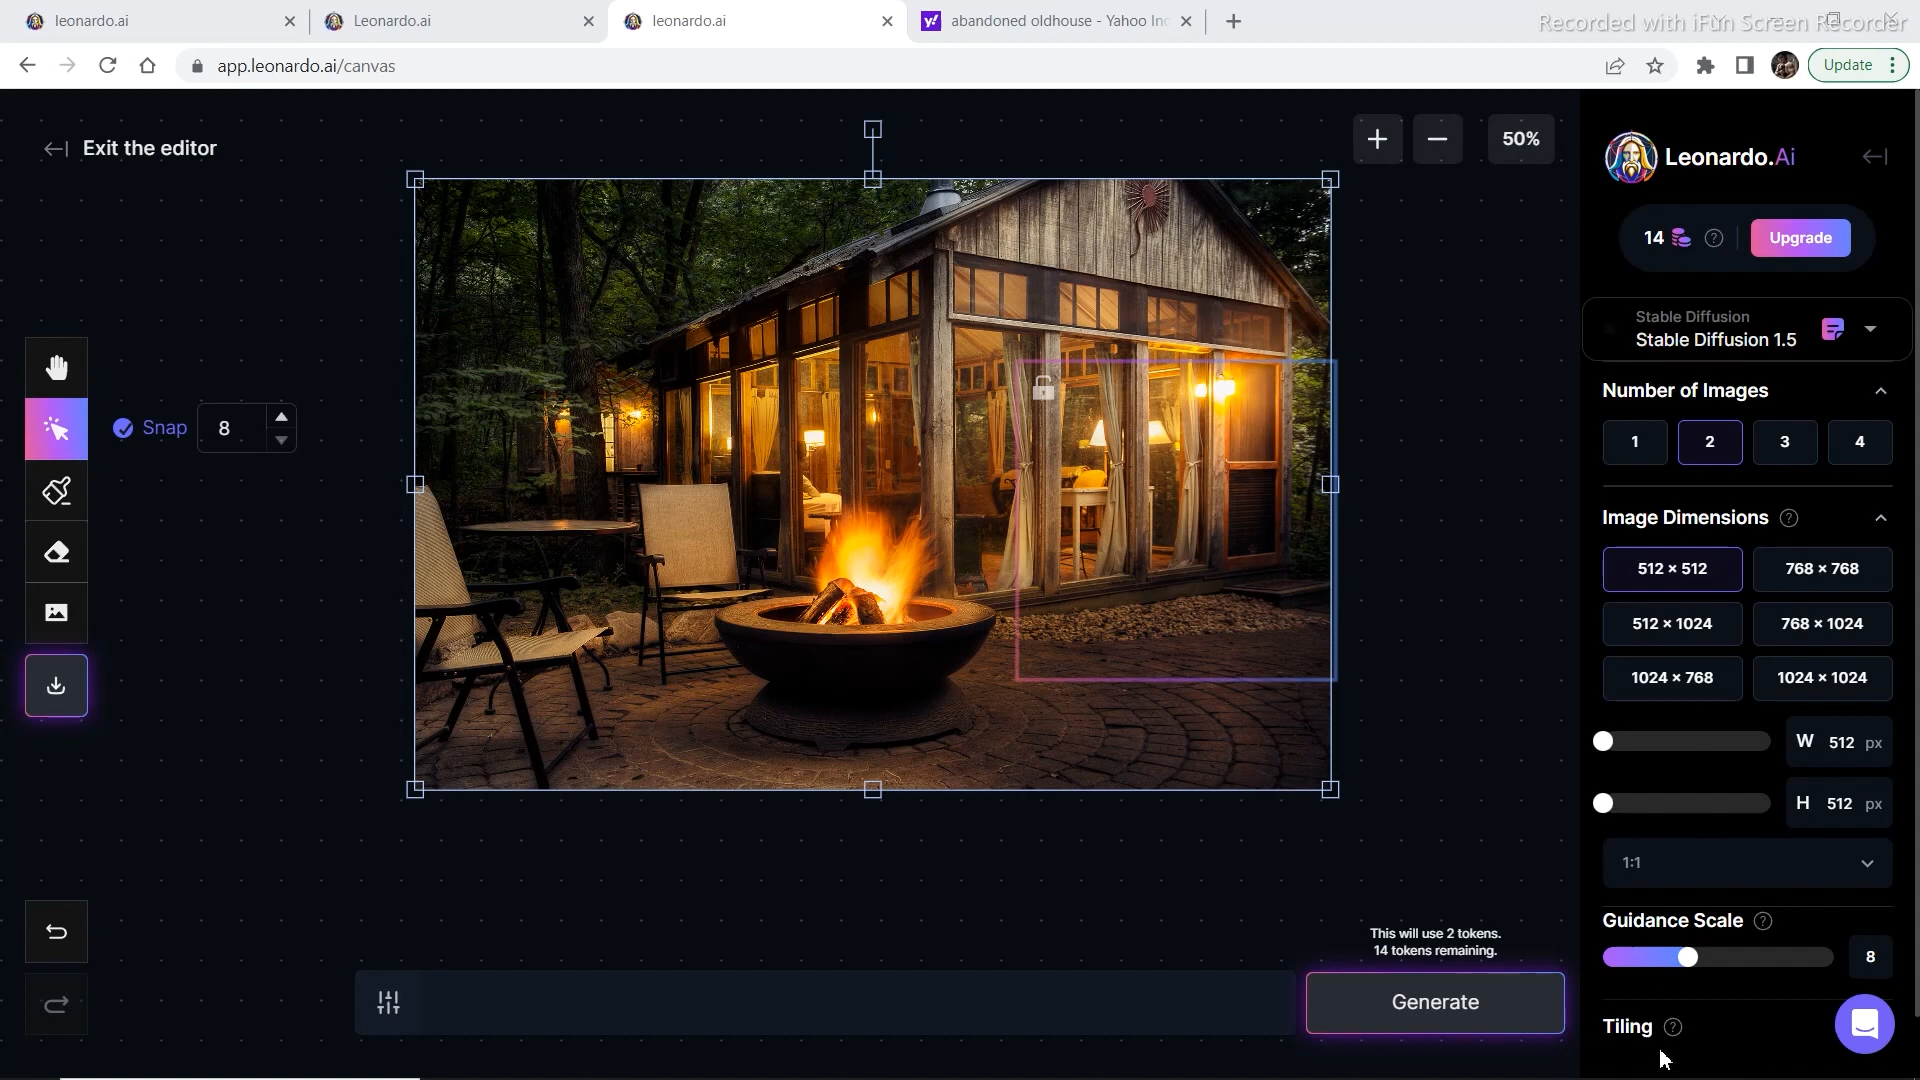 leonardo.ai
Leonardo.ai
leonardo.ai
abandoned oldhouse - Yahoo
Recorded with iFun Screen Recorder
app.leonardo.ai/canvas
Update
Exit the editor
50%
Leonardo.Ai
14
Upgrade
Stable Diffusion
Stable Diffusion 1.5
Number of Images
1 2 3 4
Snap 8
Image Dimensions
512 × 512 768 × 768
512 × 1024 768 × 1024
1024 × 768 1024 × 1024
W 512 px
H 512 px
1:1
Guidance Scale
8
This will use 2 tokens.
14 tokens remaining.
Generate
Tiling